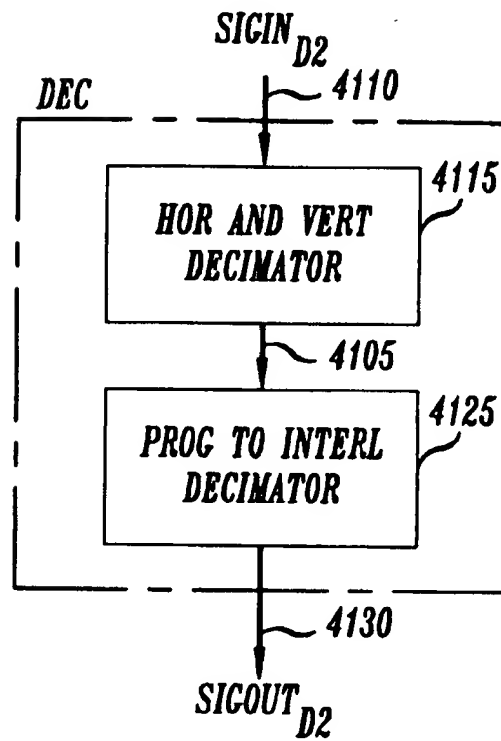 SIGIN D2
4110
DEC
4115
HOR AND VERT
DECIMATOR
4105
4125
PROG TO INTERL
DECIMATOR
4130
SIGOUT D2